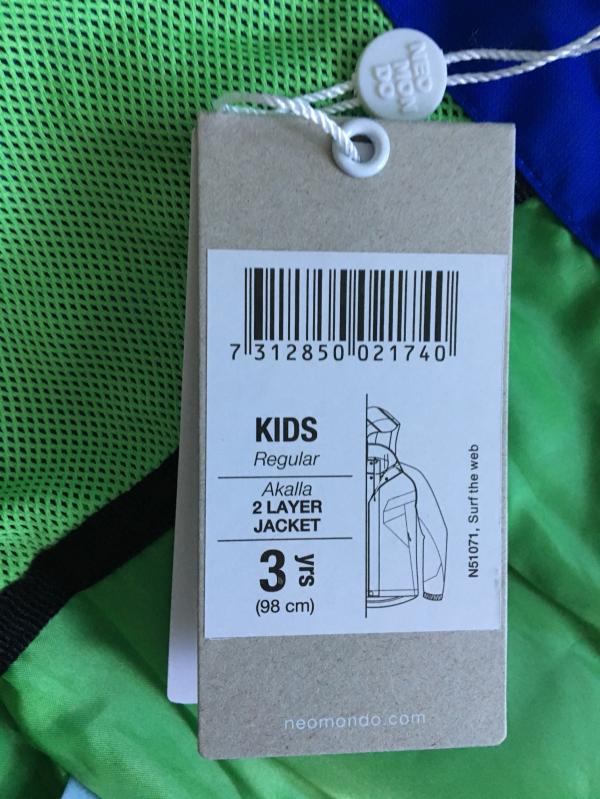 NEO
MON
DO
7 312850 021740
KIDS
Regular
Akalla
2 LAYER
JACKET
3 yrs
(98 cm)
N51071, Surf the web
neomondo.com